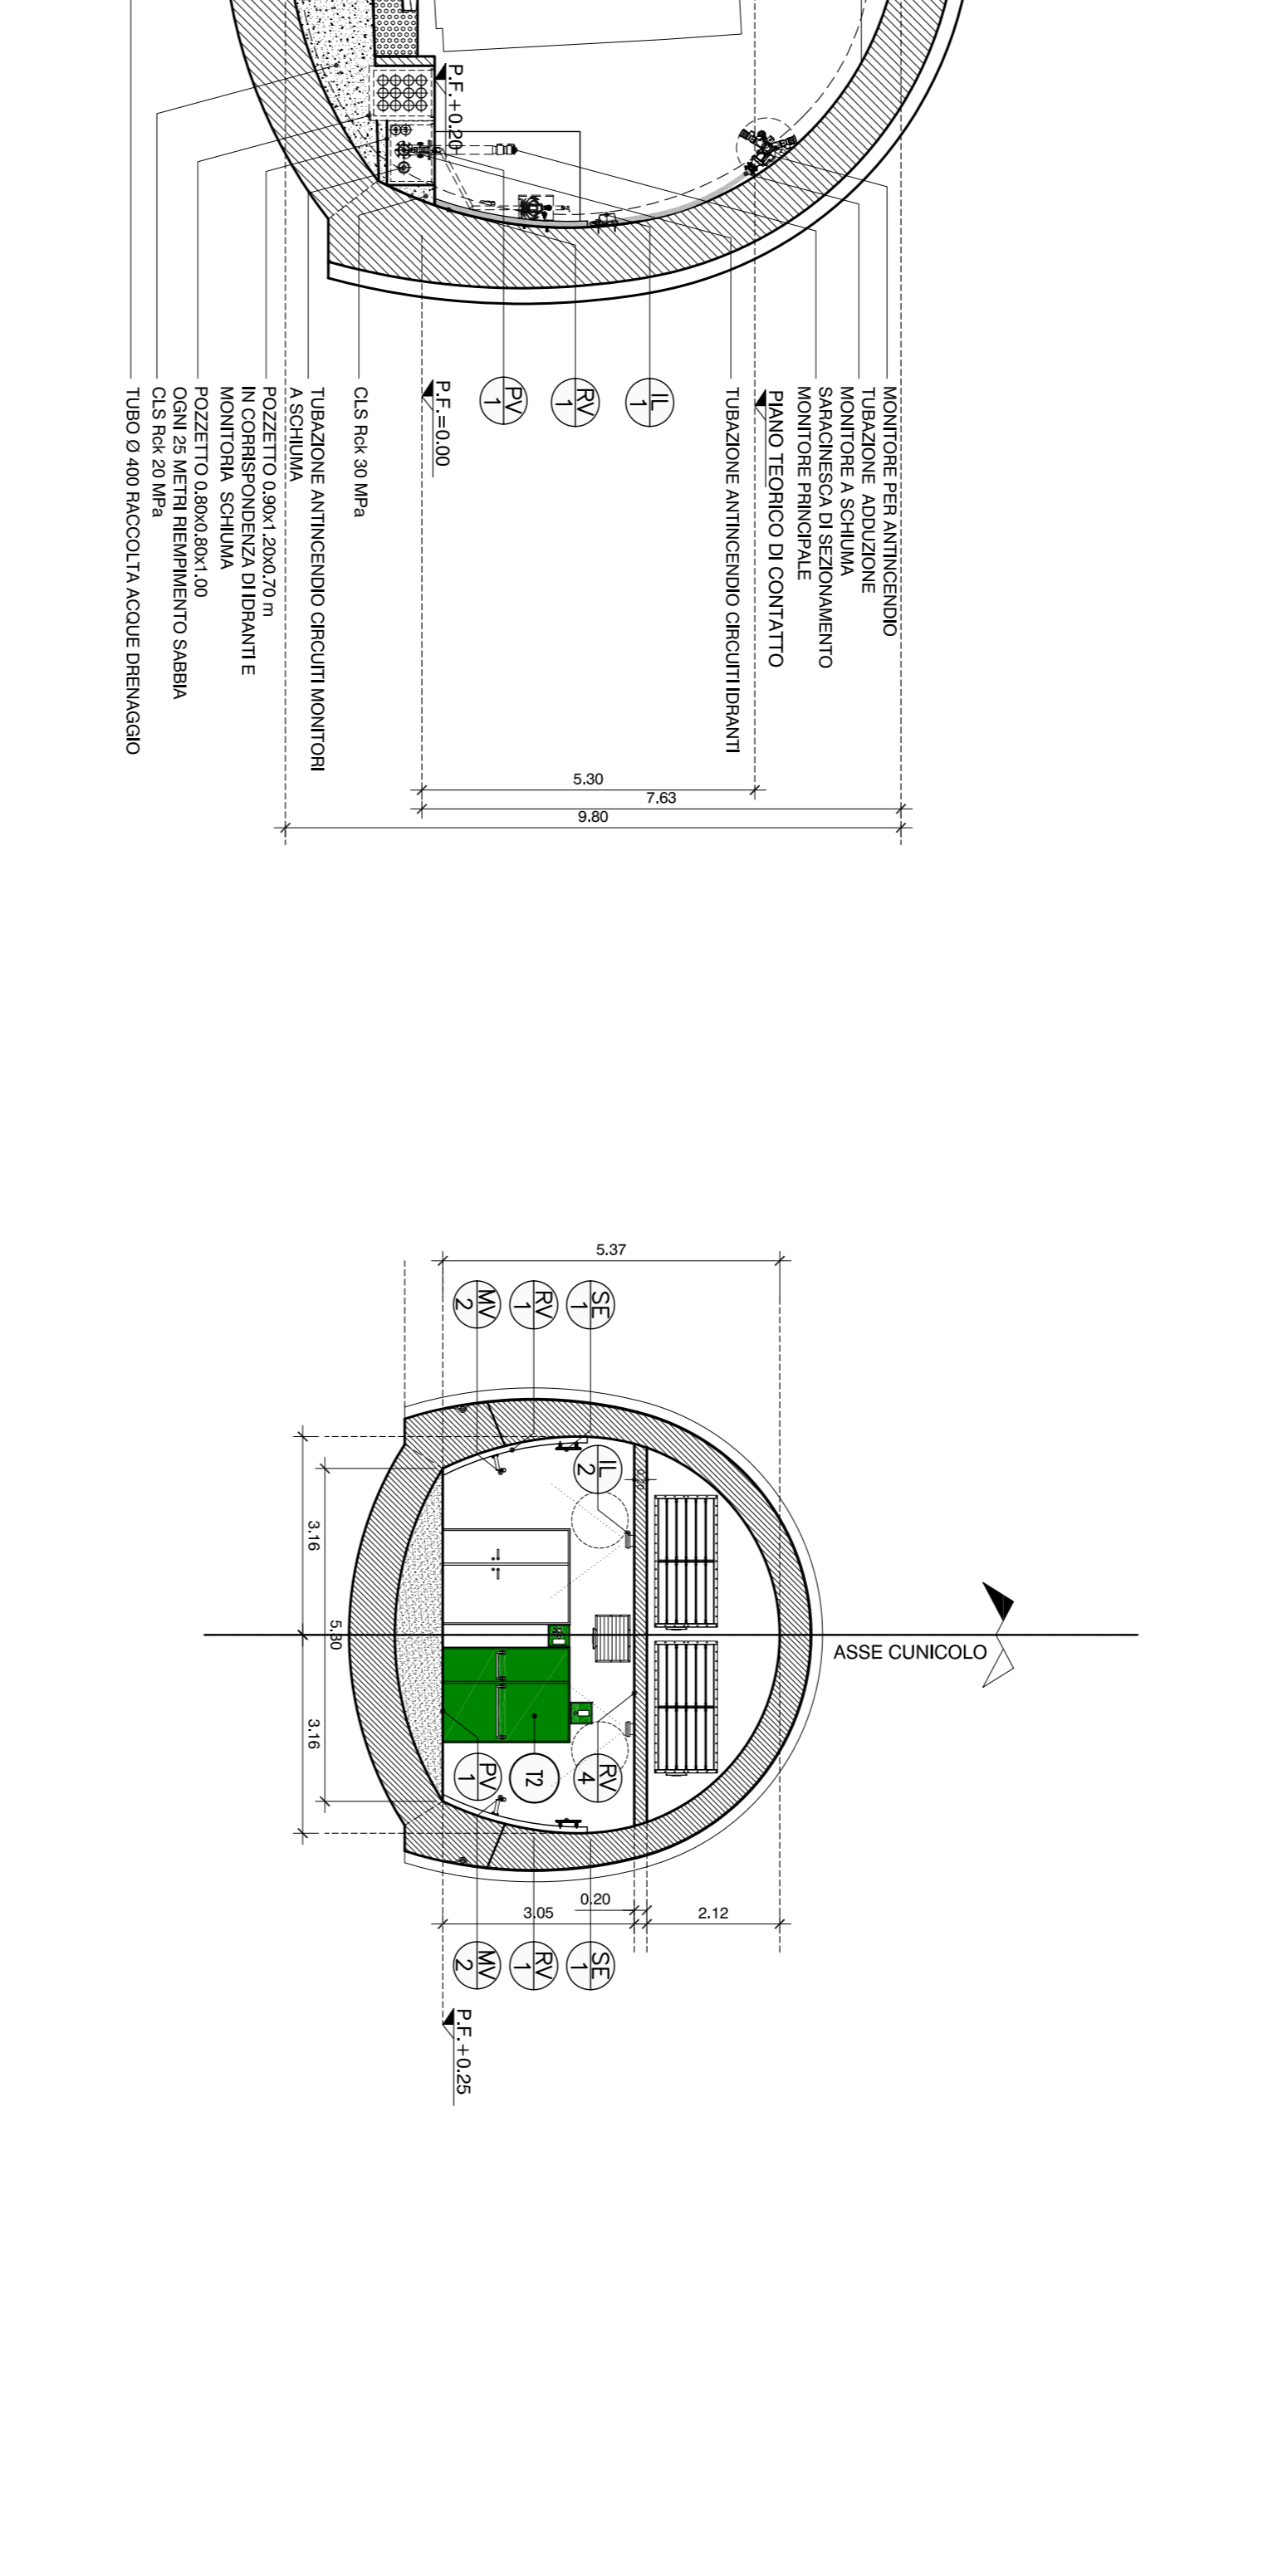 P.F.+0.20
MONITORE PER ANTINCENDIO
TUBAZIONE ADDUZIONE
MONITORE A SCHIUMA
SARACINESCA DI SEZIONAMENTO
MONITORE PRINCIPALE
PIANO TEORICO DI CONTATTO
TUBAZIONE ANTINCENDIO CIRCUITI IDRANTI
IL
1
RV
1
PV
1
P.F.=0.00
CLS Rck 30 MPa
TUBAZIONE ANTINCENDIO CIRCUITI MONITORI
A SCHIUMA
POZZETTO 0.90x1.20x0.70 m
IN CORRISPONDENZA DI IDRANTI E
MONITORIA SCHIUMA
POZZETTO 0.80x0.80x1.00
OGNI 25 METRI RIEMPIMENTO SABBIA
CLS Rck 20 MPa
TUBO Ø 400 RACCOLTA ACQUE DRENAGGIO
5.30
7.63
9.80
5.37
SE
1
RV
1
MV
2
IL
2
0.20
3.16
5.30
3.16
ASSE CUNICOLO
RV
4
T2
PV
1
0.20
3.05
2.12
SE
1
RV
1
MV
2
P.F.+0.25